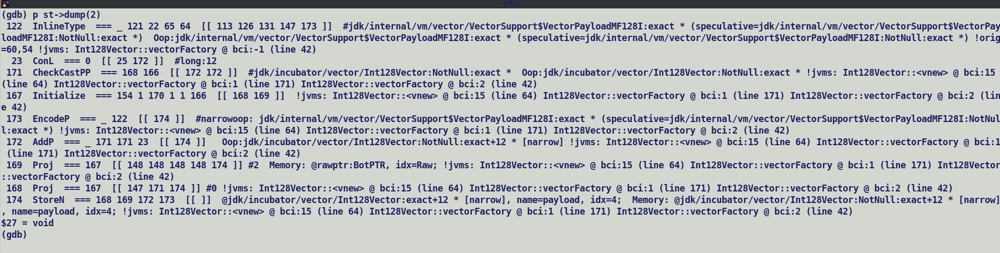 JMD
(gdb) p st->dump(2)
 122  InlineType  === _ 121 22 65 64  [[ 113 126 131 147 173 ]]  #jdk/internal/vm/vector/VectorSupport$VectorPayloadMF128I:exact * (speculative=jdk/internal/vm/vector/VectorSupport$VectorPay
loadMF128I:NotNull:exact *)  Oop:jdk/internal/vm/vector/VectorSupport$VectorPayloadMF128I:exact * (speculative=jdk/internal/vm/vector/VectorSupport$VectorPayloadMF128I:NotNull:exact *) !orig
=60,54 !jvms: Int128Vector::vectorFactory @ bci:-1 (line 42)
  23  ConL  === 0  [[ 25 172 ]]  #long:12
 171  CheckCastPP  === 168 166  [[ 172 172 ]]  #jdk/incubator/vector/Int128Vector:NotNull:exact *  Oop:jdk/incubator/vector/Int128Vector:NotNull:exact * !jvms: Int128Vector::<vnew> @ bci:15
(line 64) Int128Vector::vectorFactory @ bci:1 (line 171) Int128Vector::vectorFactory @ bci:2 (line 42)
 167  Initialize  === 154 1 170 1 1 166  [[ 168 169 ]]  !jvms: Int128Vector::<vnew> @ bci:15 (line 64) Int128Vector::vectorFactory @ bci:1 (line 171) Int128Vector::vectorFactory @ bci:2 (lin
e 42)
 173  EncodeP  === _ 122  [[ 174 ]]  #narrowoop: jdk/internal/vm/vector/VectorSupport$VectorPayloadMF128I:exact * (speculative=jdk/internal/vm/vector/VectorSupport$VectorPayloadMF128I:NotNul
l:exact *) !jvms: Int128Vector::<vnew> @ bci:15 (line 64) Int128Vector::vectorFactory @ bci:1 (line 171) Int128Vector::vectorFactory @ bci:2 (line 42)
 172  AddP  === _ 171 171 23  [[ 174 ]]   Oop:jdk/incubator/vector/Int128Vector:NotNull:exact+12 * [narrow] !jvms: Int128Vector::<vnew> @ bci:15 (line 64) Int128Vector::vectorFactory @ bci:1
 (line 171) Int128Vector::vectorFactory @ bci:2 (line 42)
 169  Proj  === 167  [[ 148 148 148 148 174 ]] #2  Memory: @rawptr:BotPTR, idx=Raw; !jvms: Int128Vector::<vnew> @ bci:15 (line 64) Int128Vector::vectorFactory @ bci:1 (line 171) Int128Vector
::vectorFactory @ bci:2 (line 42)
 168  Proj  === 167  [[ 147 171 174 ]] #0 !jvms: Int128Vector::<vnew> @ bci:15 (line 64) Int128Vector::vectorFactory @ bci:1 (line 171) Int128Vector::vectorFactory @ bci:2 (line 42)
 174  StoreN  === 168 169 172 173  [[ ]]  @jdk/incubator/vector/Int128Vector:exact+12 * [narrow], name=payload, idx=4;  Memory: @jdk/incubator/vector/Int128Vector:NotNull:exact+12 * [narrow]
, name=payload, idx=4; !jvms: Int128Vector::<vnew> @ bci:15 (line 64) Int128Vector::vectorFactory @ bci:1 (line 171) Int128Vector::vectorFactory @ bci:2 (line 42)
$27 = void
(gdb)